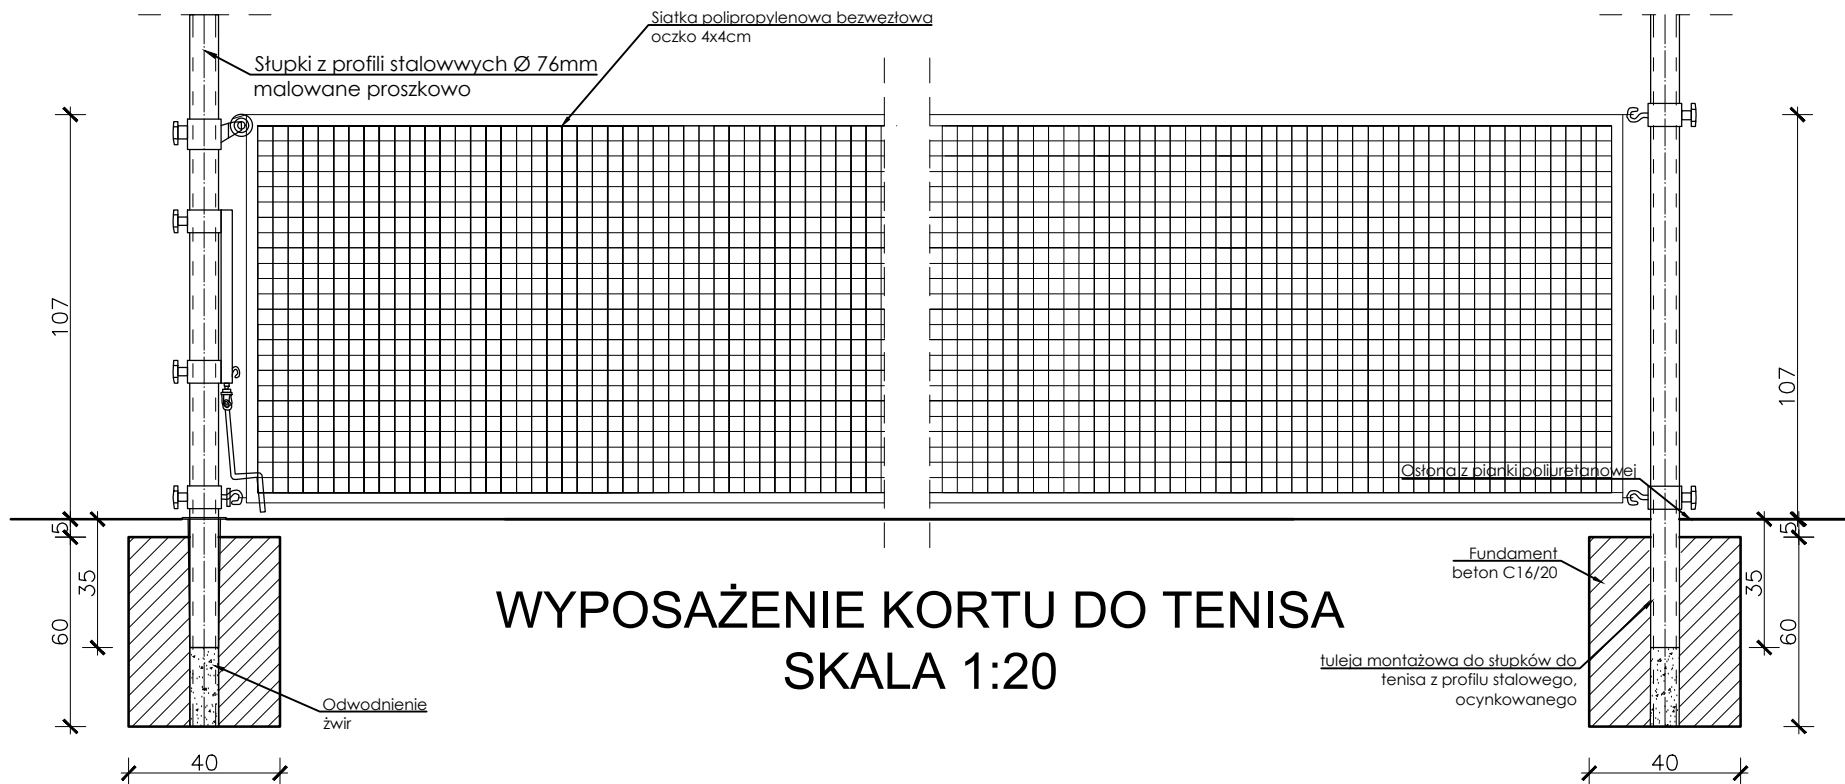 Siatka polipropylenowa bezwezłowa
oczko 4x4cm
Słupki z profili stalowwych Ø 76mm
malowane proszkowo
107
107
Osłona z pianki poliuretanowej
5
5
35
35
60
60
Fundament
beton C16/20
WYPOSAŻENIE KORTU DO TENISA
SKALA 1:20
tuleja montażowa do słupków do
tenisa z profilu stalowego,
ocynkowanego
Odwodnienie
żwir
40
40